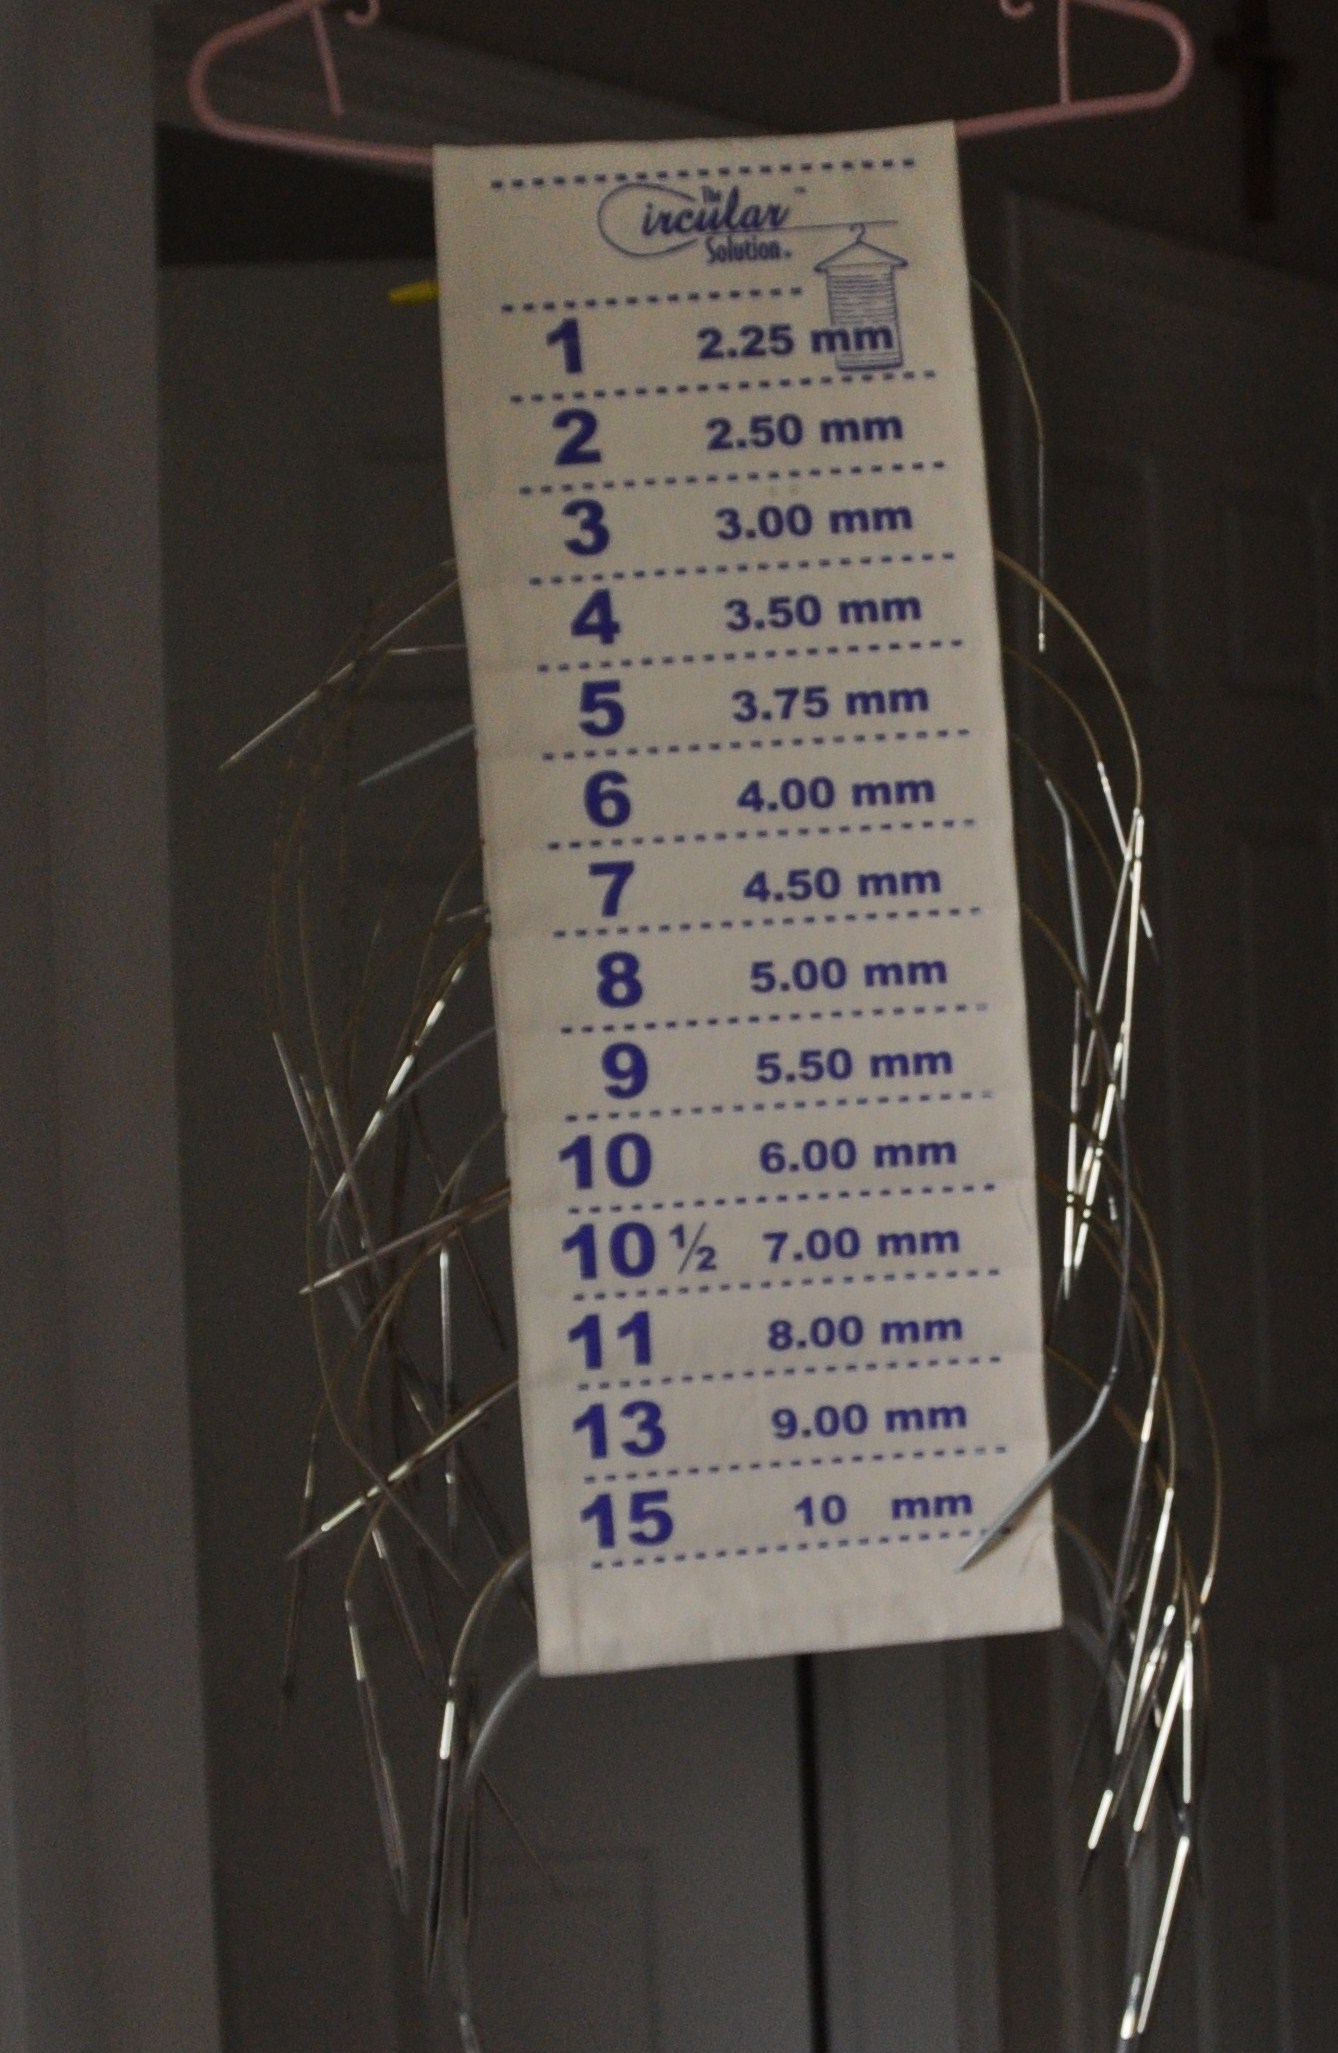 The
Circular™
Solution®
1 2.25 mm
2 2.50 mm
3 3.00 mm
4 3.50 mm
5 3.75 mm
6 4.00 mm
7 4.50 mm
8 5.00 mm
9 5.50 mm
10 6.00 mm
10 ½ 7.00 mm
11 8.00 mm
13 9.00 mm
15 10 mm